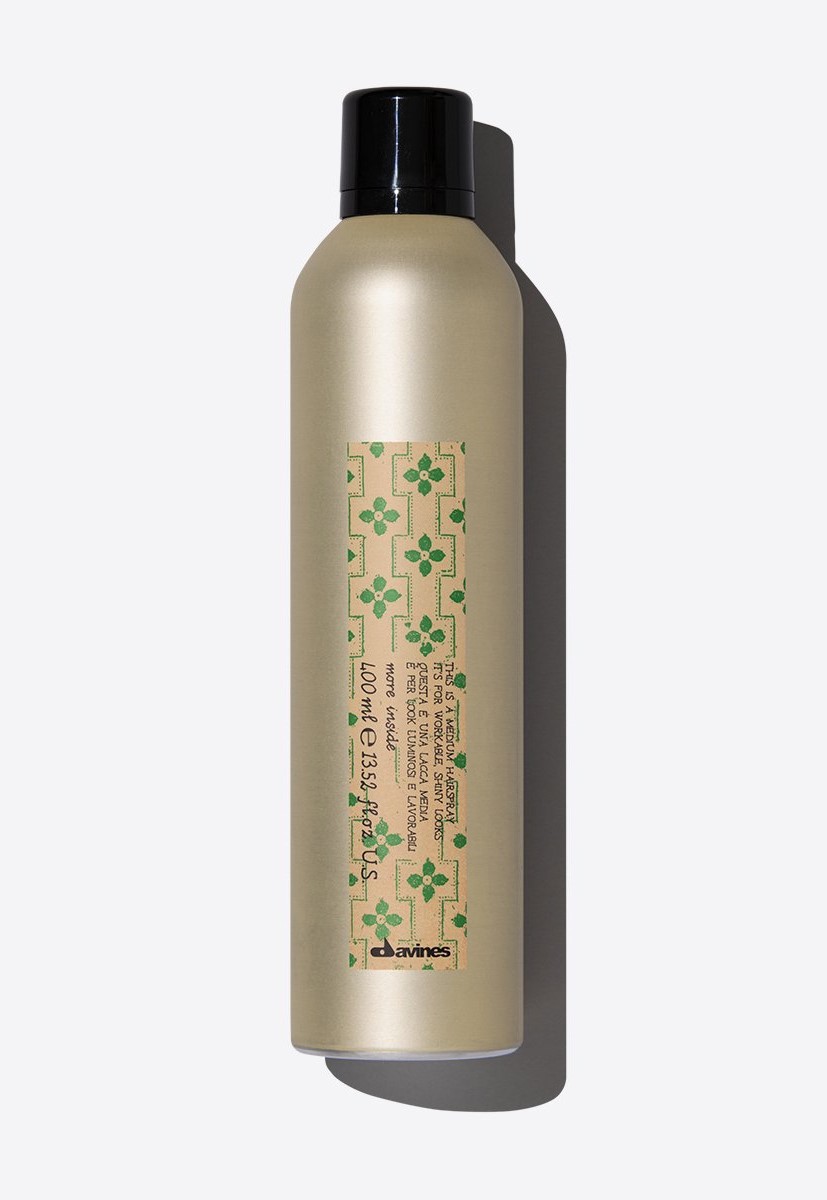 THIS IS A MEDIUM HAIRSPRAY
IT'S FOR WORKABLE, SHINY LOOKS
QUESTA È UNA LACCA MEDIA
È PER LOOK LUMINOSI E LAVORABILI
more inside
400 ml ℮ 13.52 fl.oz U.S.
davines